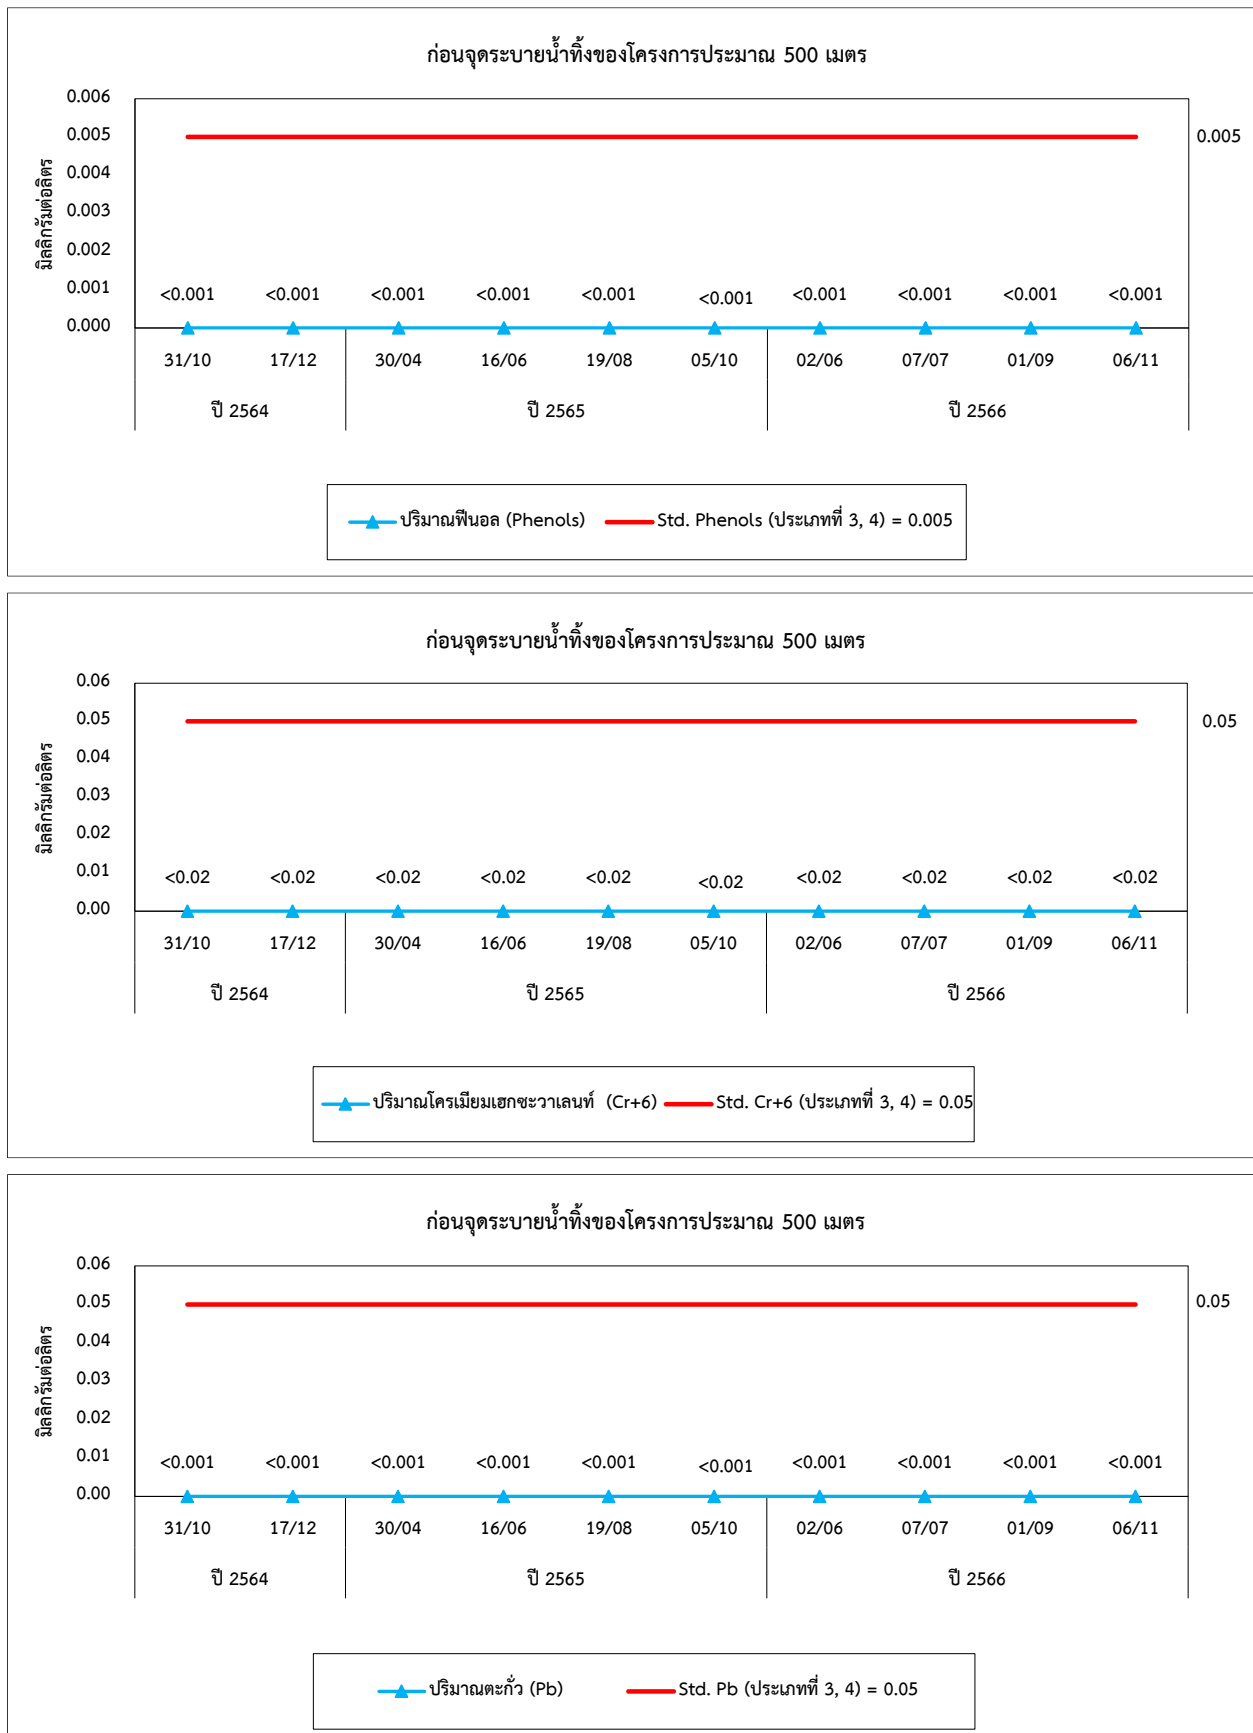 ก่อนจุดระบายน้ำทิ้งของโครงการประมาณ 500 เมตร
มิลลิกรัมต่อลิตร
0.006
0.005
0.004
0.003
0.002
0.001
0.000
0.005
<0.001 <0.001 <0.001 <0.001 <0.001 <0.001 <0.001 <0.001 <0.001 <0.001
31/10 17/12 30/04 16/06 19/08 05/10 02/06 07/07 01/09 06/11
ปี 2564 ปี 2565 ปี 2566
ปริมาณฟีนอล (Phenols) Std. Phenols (ประเภทที่ 3, 4) = 0.005
ก่อนจุดระบายน้ำทิ้งของโครงการประมาณ 500 เมตร
มิลลิกรัมต่อลิตร
0.06
0.05
0.04
0.03
0.02
0.01
0.00
0.05
<0.02 <0.02 <0.02 <0.02 <0.02 <0.02 <0.02 <0.02 <0.02 <0.02
31/10 17/12 30/04 16/06 19/08 05/10 02/06 07/07 01/09 06/11
ปี 2564 ปี 2565 ปี 2566
ปริมาณโครเมียมเฮกซะวาเลนท์ (Cr+6) Std. Cr+6 (ประเภทที่ 3, 4) = 0.05
ก่อนจุดระบายน้ำทิ้งของโครงการประมาณ 500 เมตร
มิลลิกรัมต่อลิตร
0.06
0.05
0.04
0.03
0.02
0.01
0.00
0.05
<0.001 <0.001 <0.001 <0.001 <0.001 <0.001 <0.001 <0.001 <0.001 <0.001
31/10 17/12 30/04 16/06 19/08 05/10 02/06 07/07 01/09 06/11
ปี 2564 ปี 2565 ปี 2566
ปริมาณตะกั่ว (Pb) Std. Pb (ประเภทที่ 3, 4) = 0.05